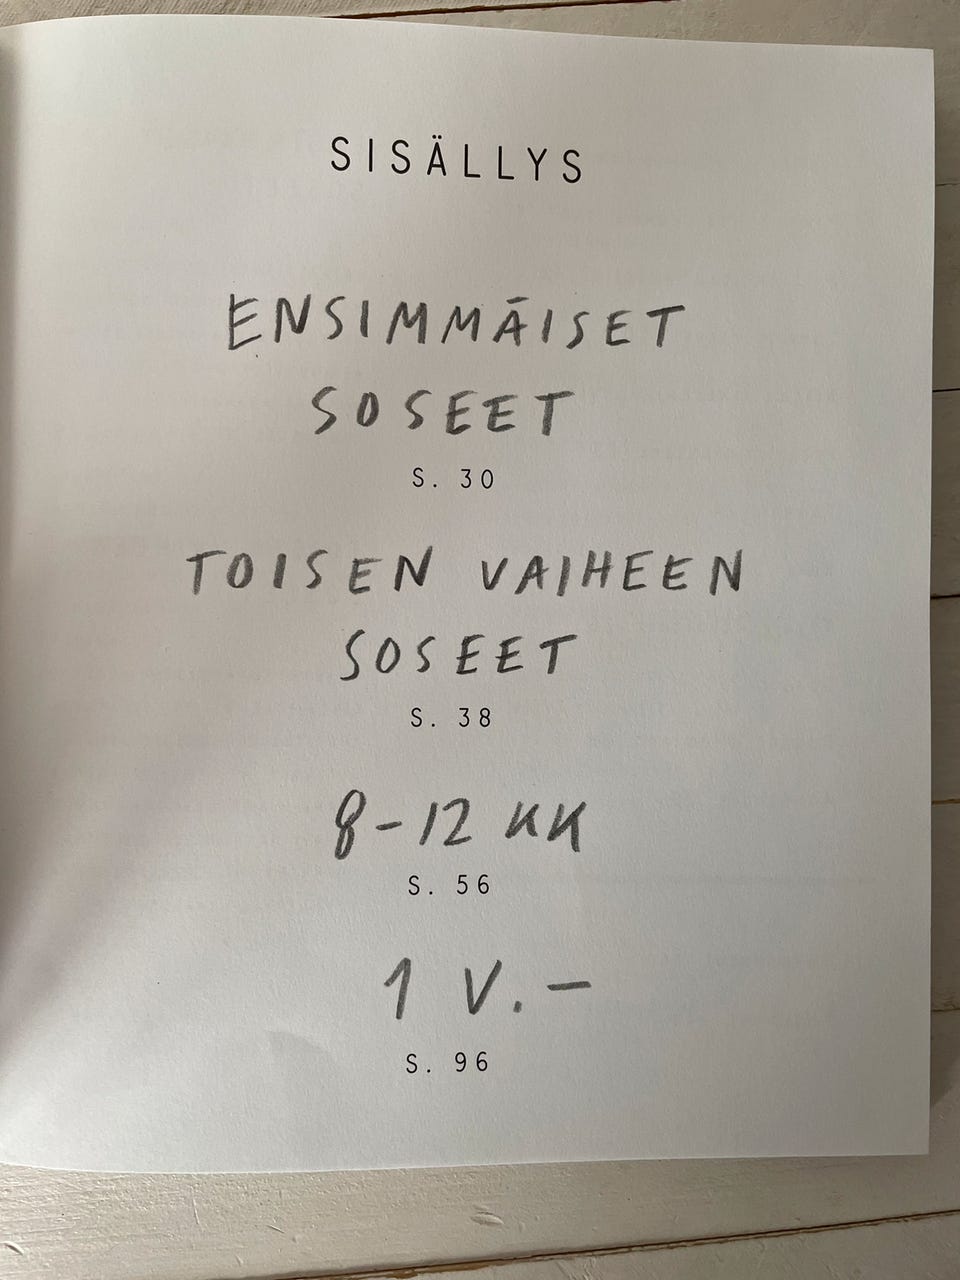 SISÄLLYS
ENSIMMÄISET
SOSEET
S. 30
TOISEN VAIHEEN
SOSEET
S. 38
8-12 KK
S. 56
1 V. -
S. 96